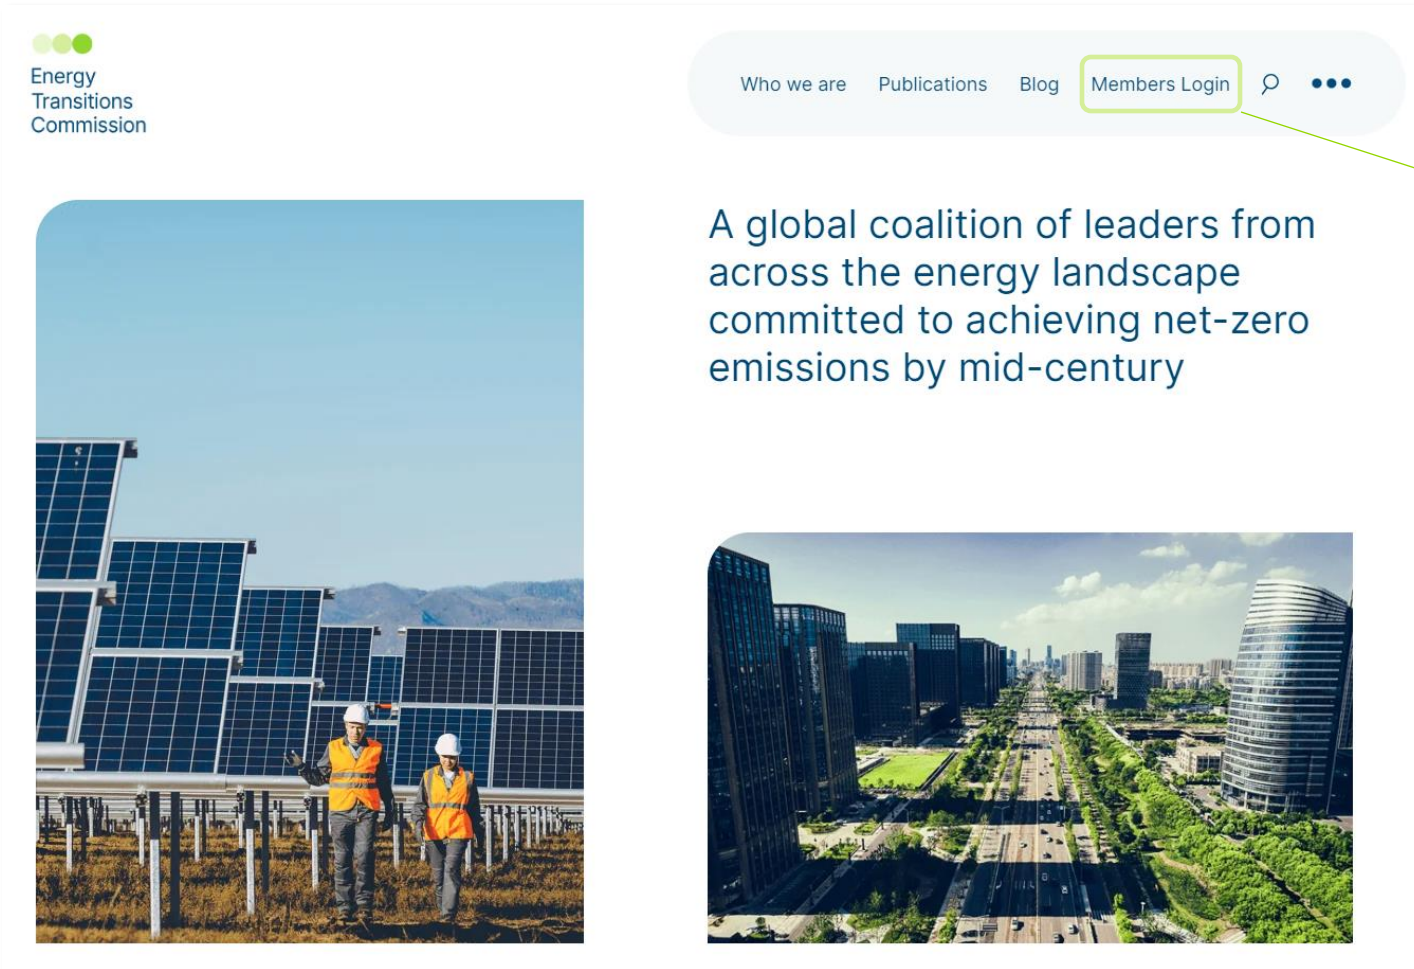 Energy
Transitions
Commission
Who we are Publications Blog Members Login
A global coalition of leaders from
across the energy landscape
committed to achieving net-zero
emissions by mid-century